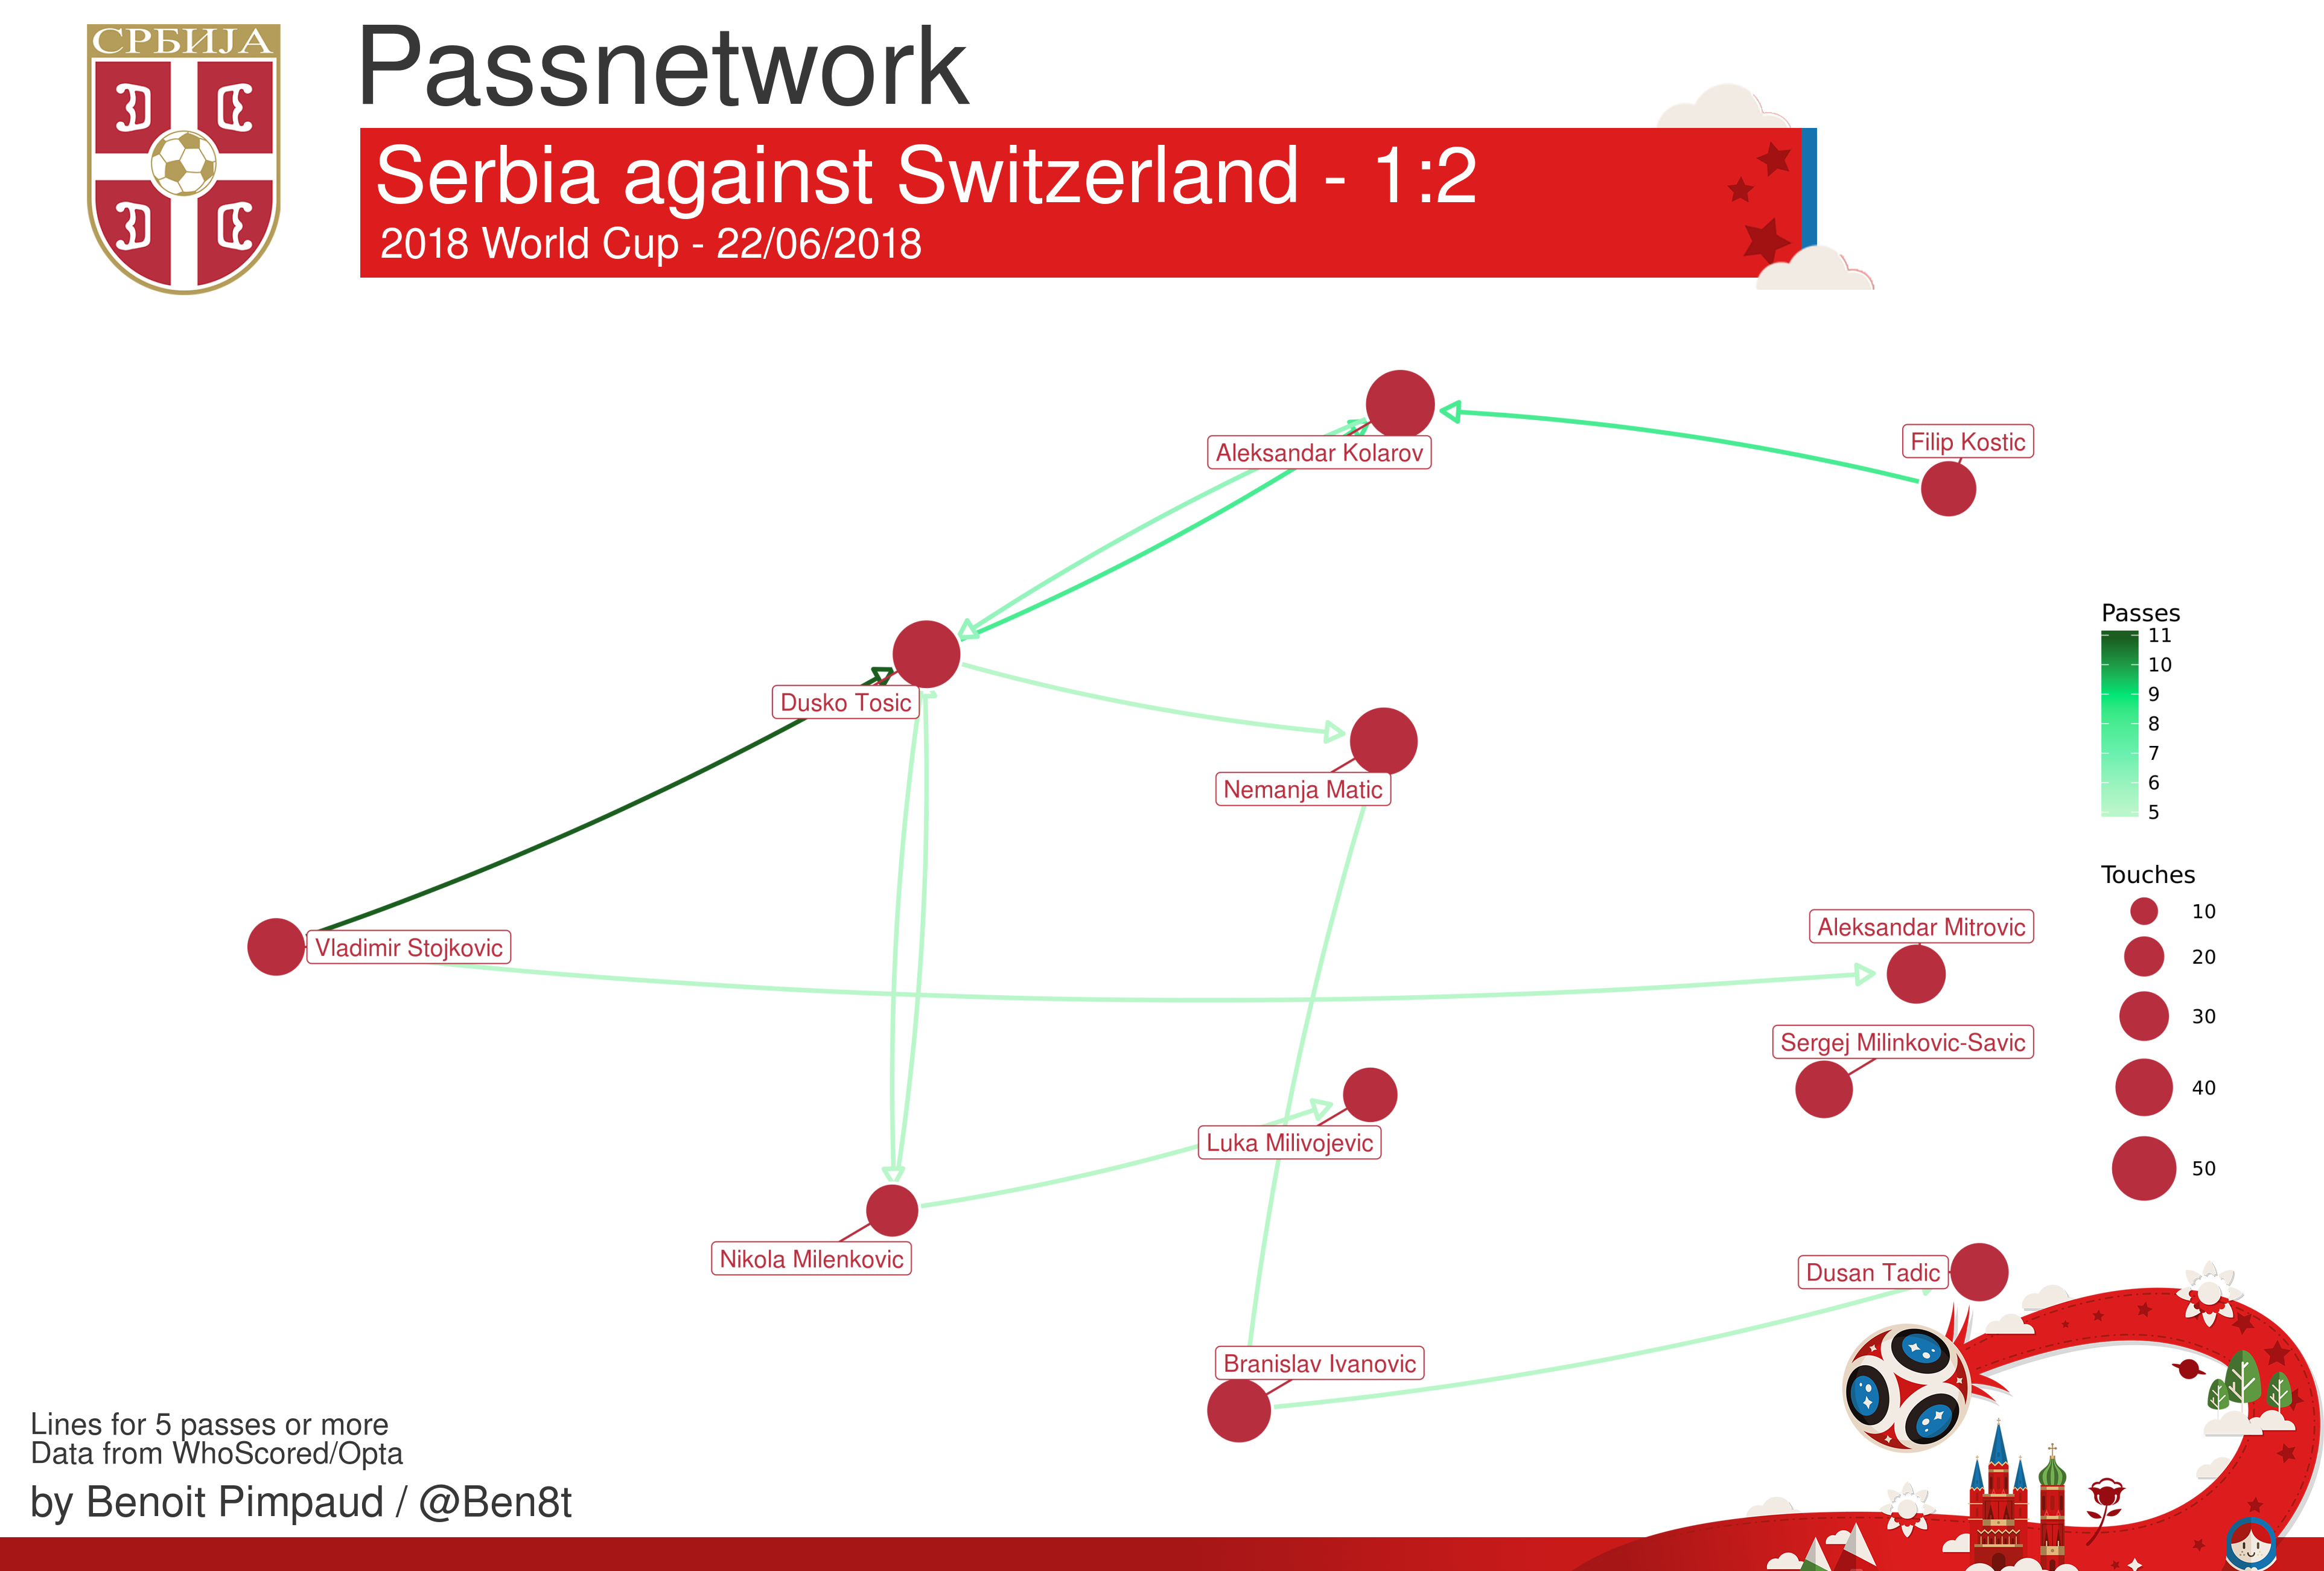 СРБИЈА
Passnetwork
Serbia against Switzerland - 1:2
2018 World Cup - 22/06/2018
Aleksandar Kolarov
Filip Kostic
Dusko Tosic
Nemanja Matic
Vladimir Stojkovic
Aleksandar Mitrovic
Sergej Milinkovic-Savic
Luka Milivojevic
Nikola Milenkovic
Dusan Tadic
Branislav Ivanovic
Passes
11
10
9
8
7
6
5
Touches
10
20
30
40
50
Lines for 5 passes or more
Data from WhoScored/Opta
by Benoit Pimpaud / @Ben8t